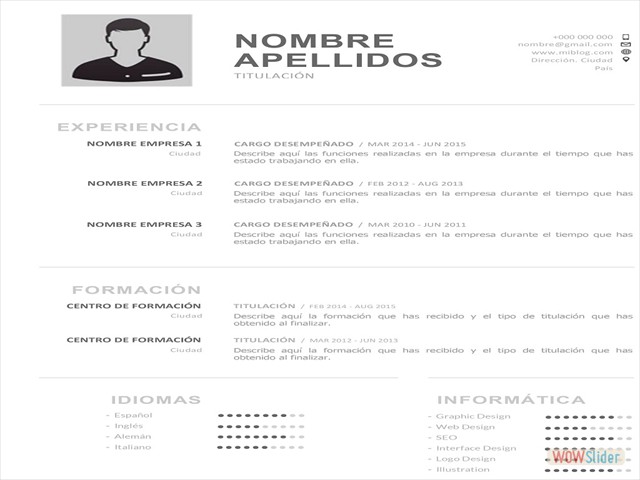 NOMBRE
APELLIDOS
TITULACIÓN
+000 000 000
nombre@gmail.com
www.miblog.com
Dirección. Ciudad
País
EXPERIENCIA
NOMBRE EMPRESA 1
Ciudad
CARGO DESEMPEÑADO / MAR 2014 - JUN 2015
Describe aquí las funciones realizadas en la empresa durante el tiempo que has
estado trabajando en ella.
NOMBRE EMPRESA 2
Ciudad
CARGO DESEMPEÑADO / FEB 2012 - AUG 2013
Describe aquí las funciones realizadas en la empresa durante el tiempo que has
estado trabajando en ella.
NOMBRE EMPRESA 3
Ciudad
CARGO DESEMPEÑADO / MAR 2010 - JUN 2011
Describe aquí las funciones realizadas en la empresa durante el tiempo que has
estado trabajando en ella.
FORMACIÓN
CENTRO DE FORMACIÓN
Ciudad
TITULACIÓN / FEB 2014 - AUG 2015
Describe aquí la formación que has recibido y el tipo de titulación que has
obtenido al finalizar.
CENTRO DE FORMACIÓN
Ciudad
TITULACIÓN / MAR 2012 - JUN 2013
Describe aquí la formación que has recibido y el tipo de titulación que has
obtenido al finalizar.
IDIOMAS
- Español
- Inglés
- Alemán
- Italiano
INFORMÁTICA
- Graphic Design
- Web Design
- SEO
- Interface Design
- Logo Design
- Illustration
WOWSlider